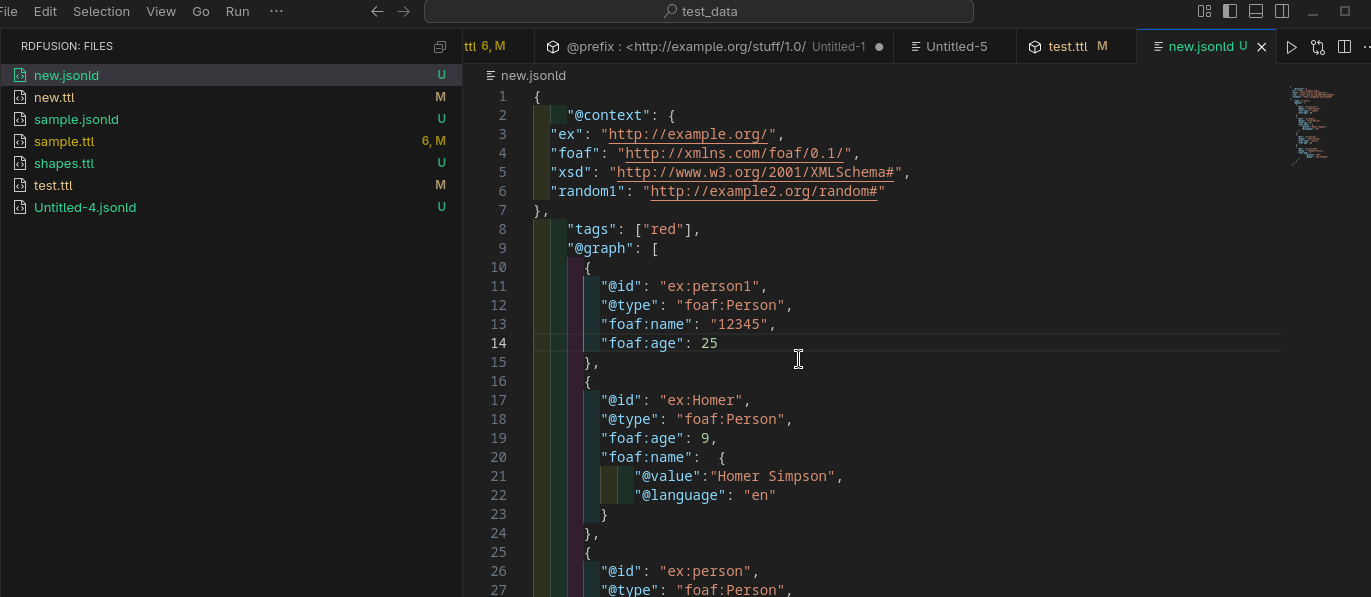 File Edit Selection View Go Run ··· ← → test_data
RDFUSION: FILES
new.jsonld U
new.ttl M
sample.jsonld U
sample.ttl 6, M
shapes.ttl U
test.ttl M
Untitled-4.jsonld U
ttl 6, M @prefix : <http://example.org/stuff/1.0/ Untitled-1 ● Untitled-5 test.ttl M new.jsonld U
new.jsonld
1 {
2 "@context": {
3 "ex": "http://example.org/",
4 "foaf": "http://xmlns.com/foaf/0.1/",
5 "xsd": "http://www.w3.org/2001/XMLSchema#",
6 "random1": "http://example2.org/random#"
7 },
8 "tags": ["red"],
9 "@graph": [
10 {
11 "@id": "ex:person1",
12 "@type": "foaf:Person",
13 "foaf:name": "12345",
14 "foaf:age": 25
15 },
16 {
17 "@id": "ex:Homer",
18 "@type": "foaf:Person",
19 "foaf:age": 9,
20 "foaf:name":  {
21 "@value":"Homer Simpson",
22 "@language": "en"
23 }
24 },
25 {
26 "@id": "ex:person",
27 "@type": "foaf:Person",